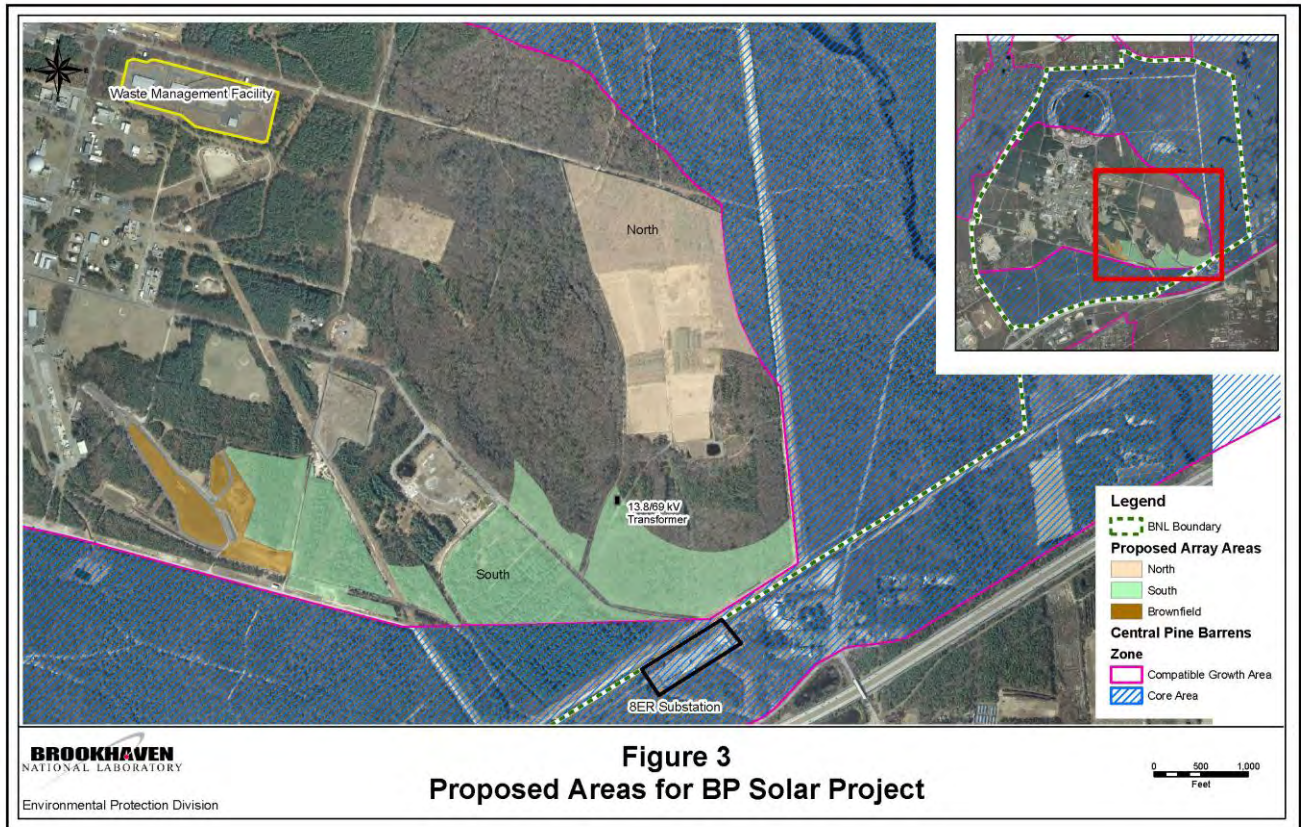 Waste Management Facility
North
13.8/69 kV
Transformer
South
8ER Substation
Legend
BNL Boundary
Proposed Array Areas
North
South
Brownfield
Central Pine Barrens
Zone
Compatible Growth Area
Core Area
BROOKHAVEN
NATIONAL LABORATORY
Environmental Protection Division
Figure 3
Proposed Areas for BP Solar Project
0 500 1,000
Feet